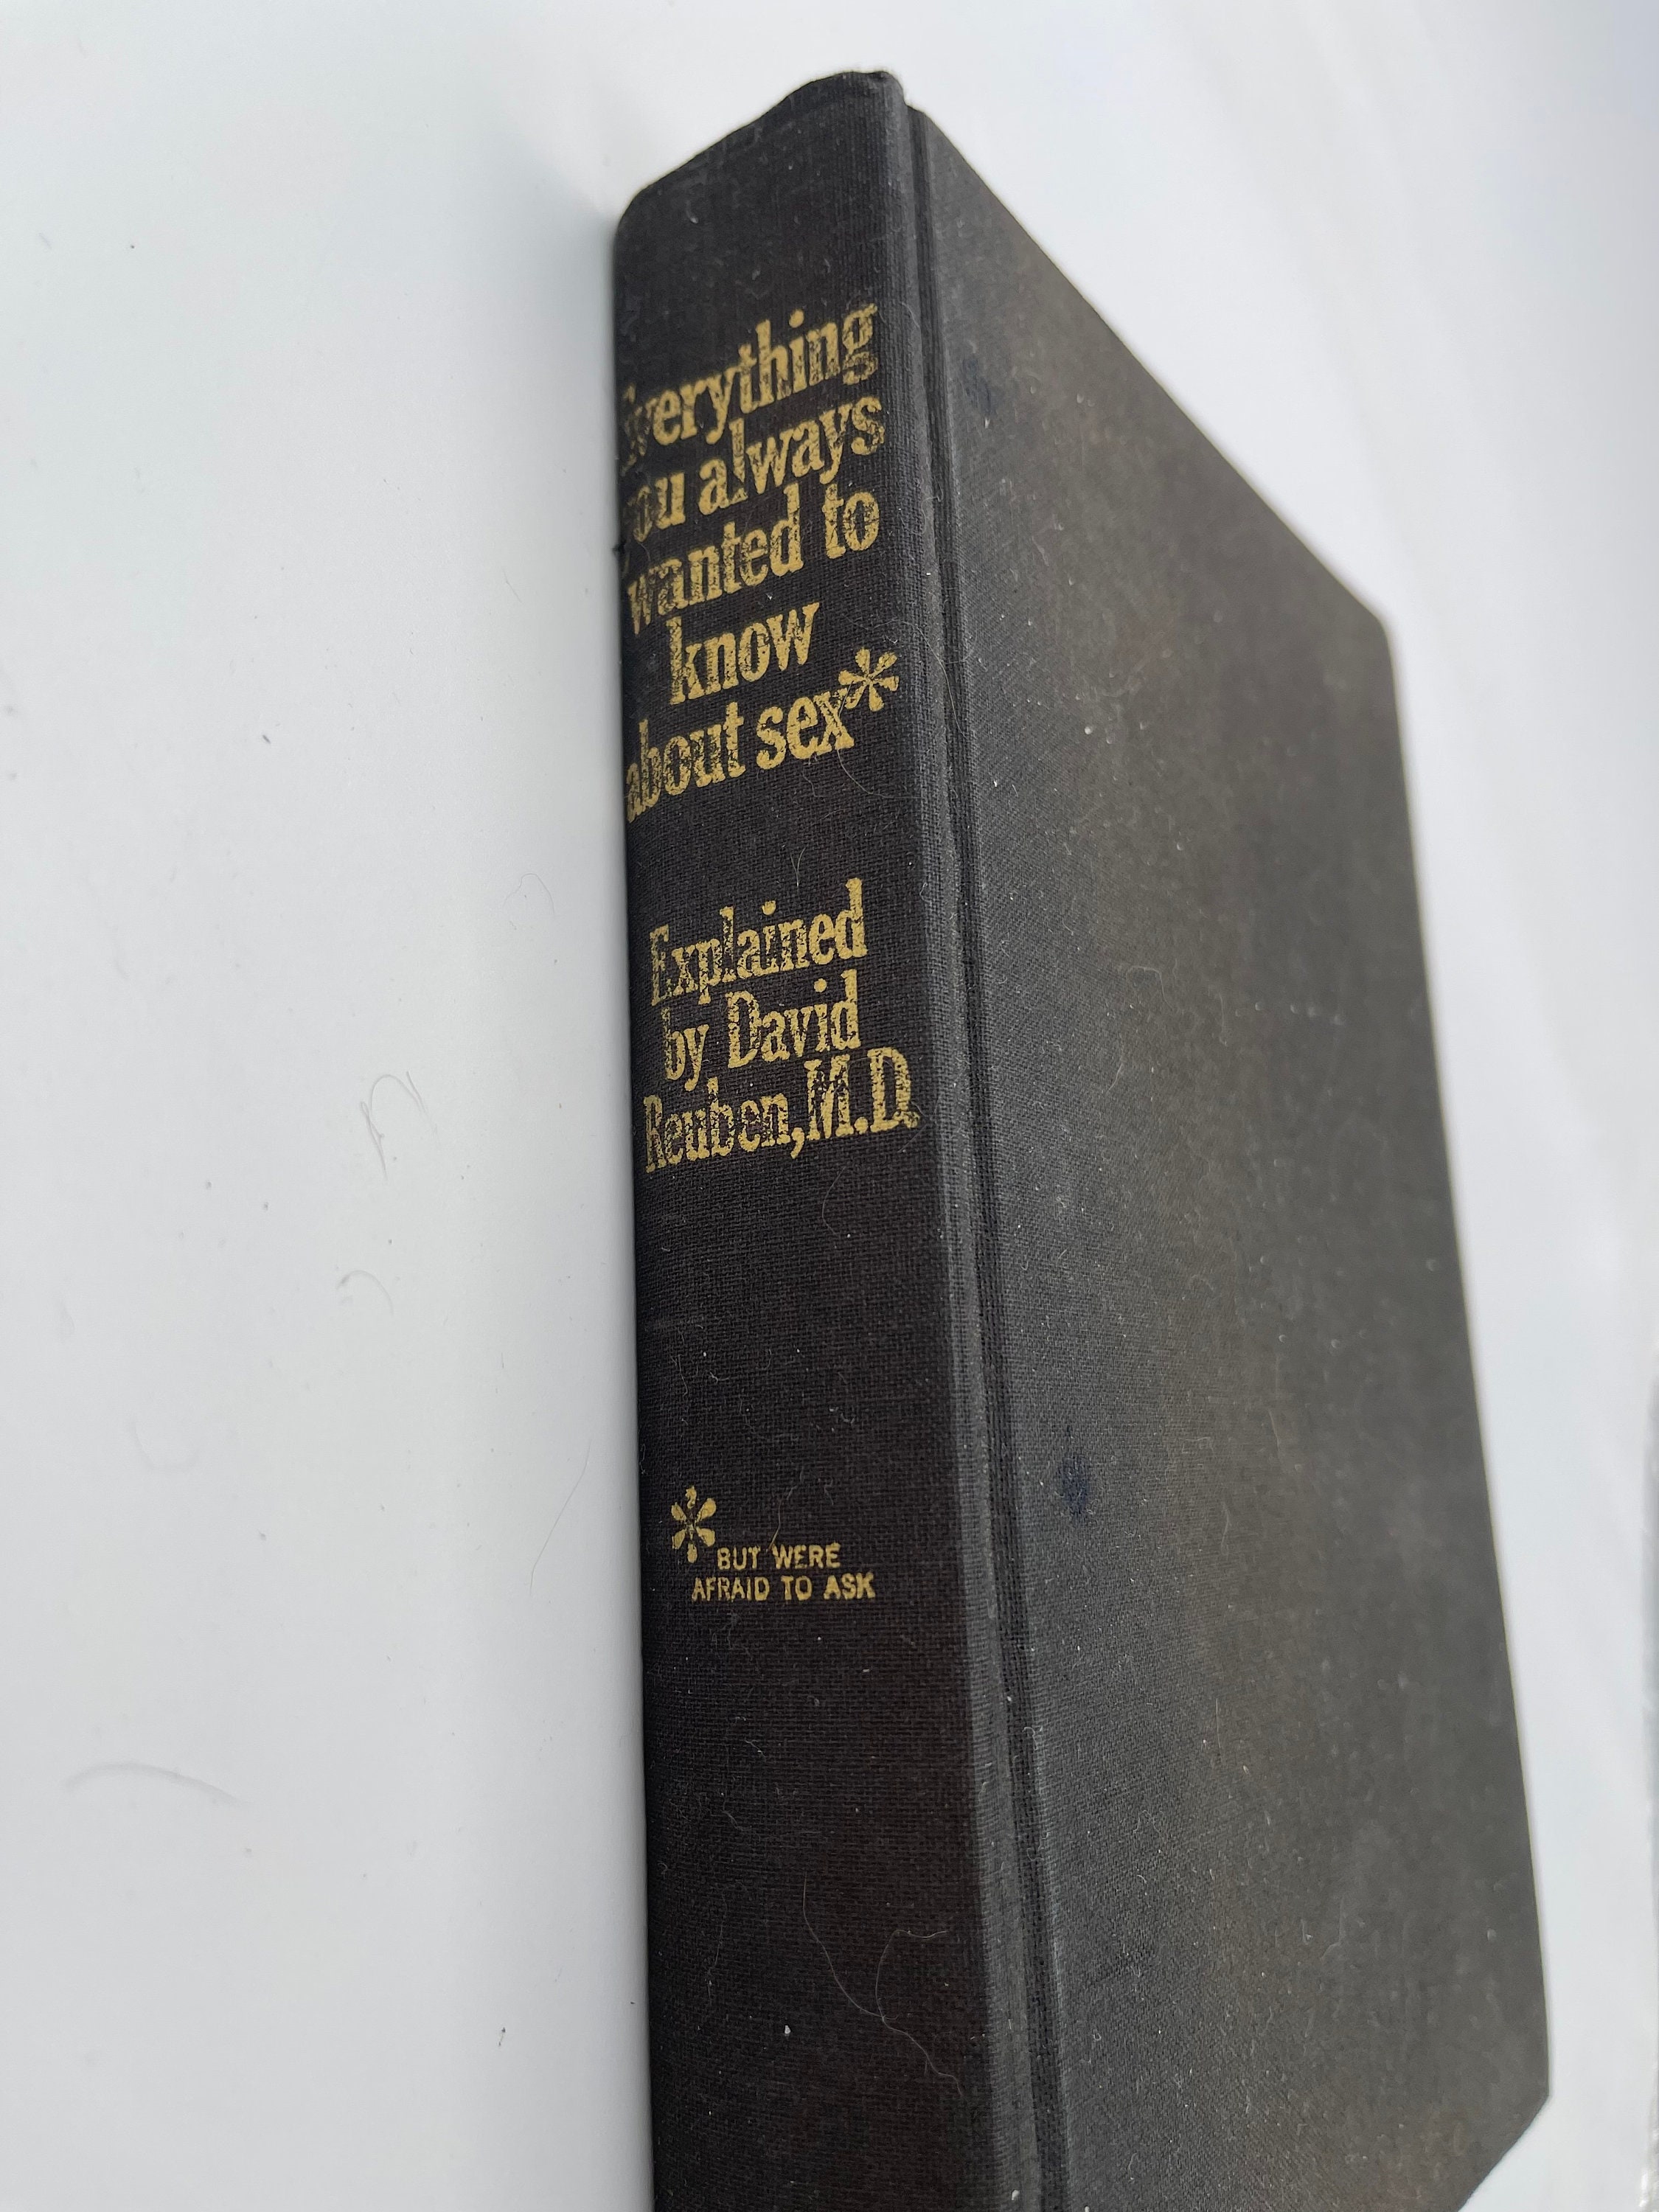 Everything
you always
wanted to
know
about sex*
Explained
by David
Reuben, M.D.
*BUT WERE
AFRAID TO ASK